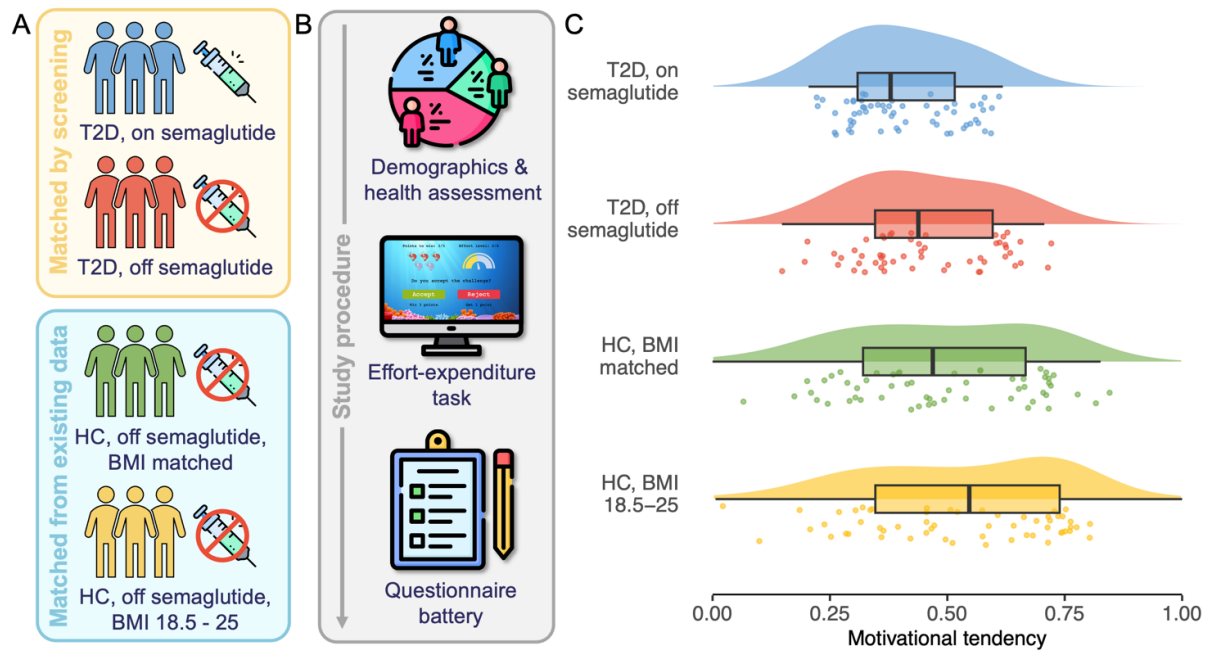 A
Matched by screening
T2D, on semaglutide
T2D, off semaglutide
Matched from existing data
HC, off semaglutide,
BMI matched
HC, off semaglutide,
BMI 18.5 - 25
B
Study procedure
Demographics &
health assessment
Do you accept the challenge?
Accept
Reject
Effort-expenditure
task
Questionnaire
battery
C
T2D, on
semaglutide
T2D, off
semaglutide
HC, BMI
matched
HC, BMI
18.5–25
0.00
0.25
0.50
0.75
1.00
Motivational tendency